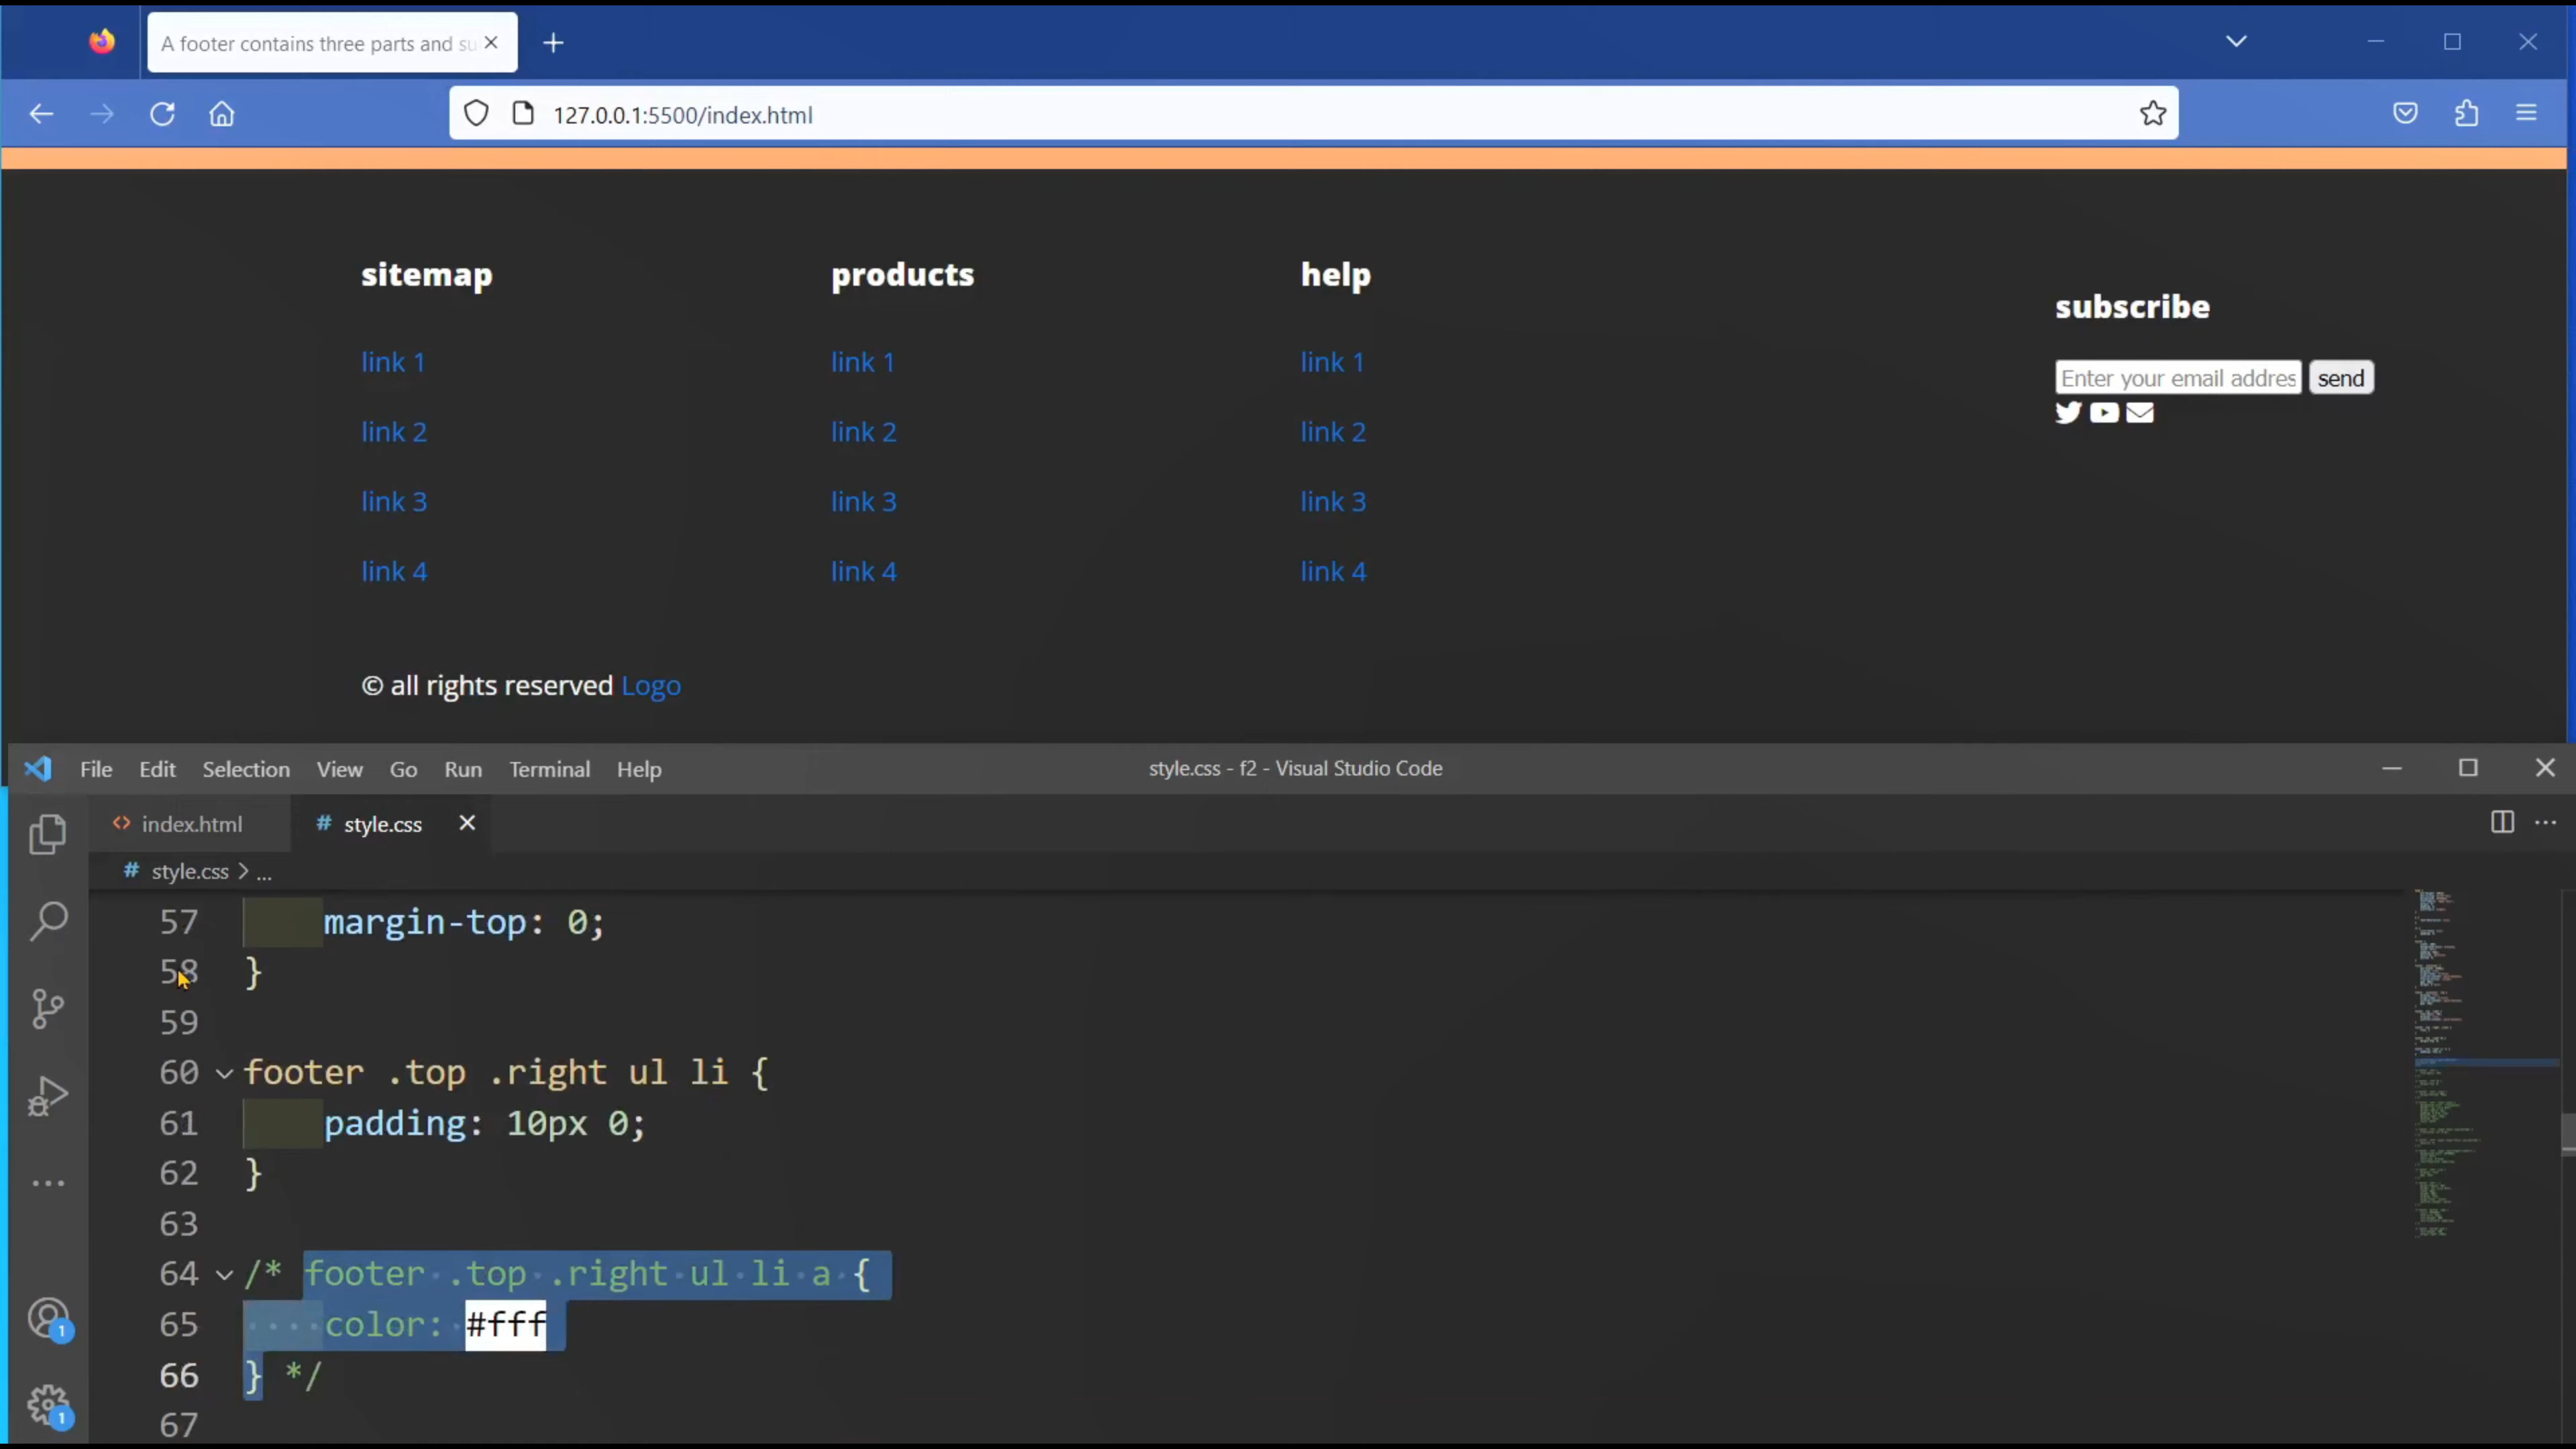 A footer contains three parts and su
127.0.0.1:5500/index.html
sitemap
products
help
subscribe
link 1
link 1
link 1
Enter your email addres
send
link 2
link 2
link 2
link 3
link 3
link 3
link 4
link 4
link 4
© all rights reserved Logo
File Edit Selection View Go Run Terminal Help
style.css - f2 - Visual Studio Code
<> index.html
# style.css
# style.css > ...
57 margin-top: 0;
58 }
59
60 footer .top .right ul li {
61 padding: 10px 0;
62 }
63
64 /* footer .top .right ul li a {
65 color: #fff
66 } */
67
1
1